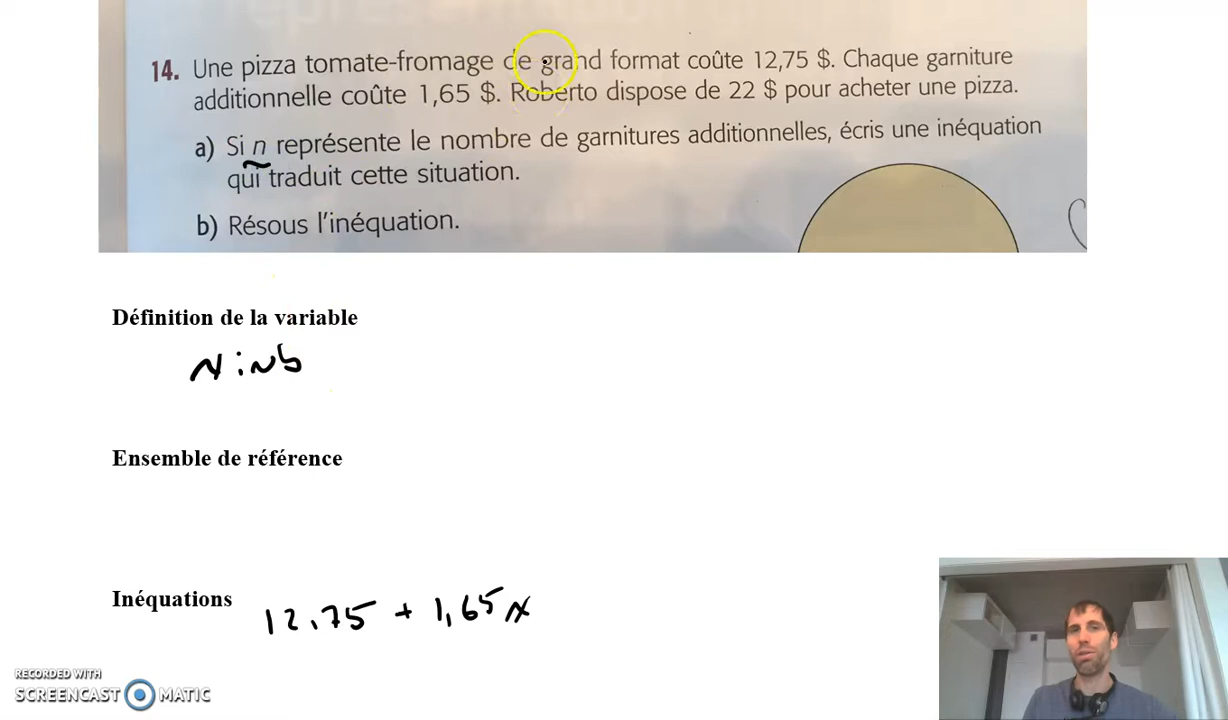 14. Une pizza tomate-fromage de grand format coûte 12,75 $. Chaque garniture
additionnelle coûte 1,65 $. Roberto dispose de 22 $ pour acheter une pizza.
a) Si n représente le nombre de garnitures additionnelles, écris une inéquation
qui traduit cette situation.
b) Résous l'inéquation.
Définition de la variable
N : Nb
Ensemble de référence
Inéquations 12.75 + 1,65 N
RECORDED WITH
SCREENCAST MATIC